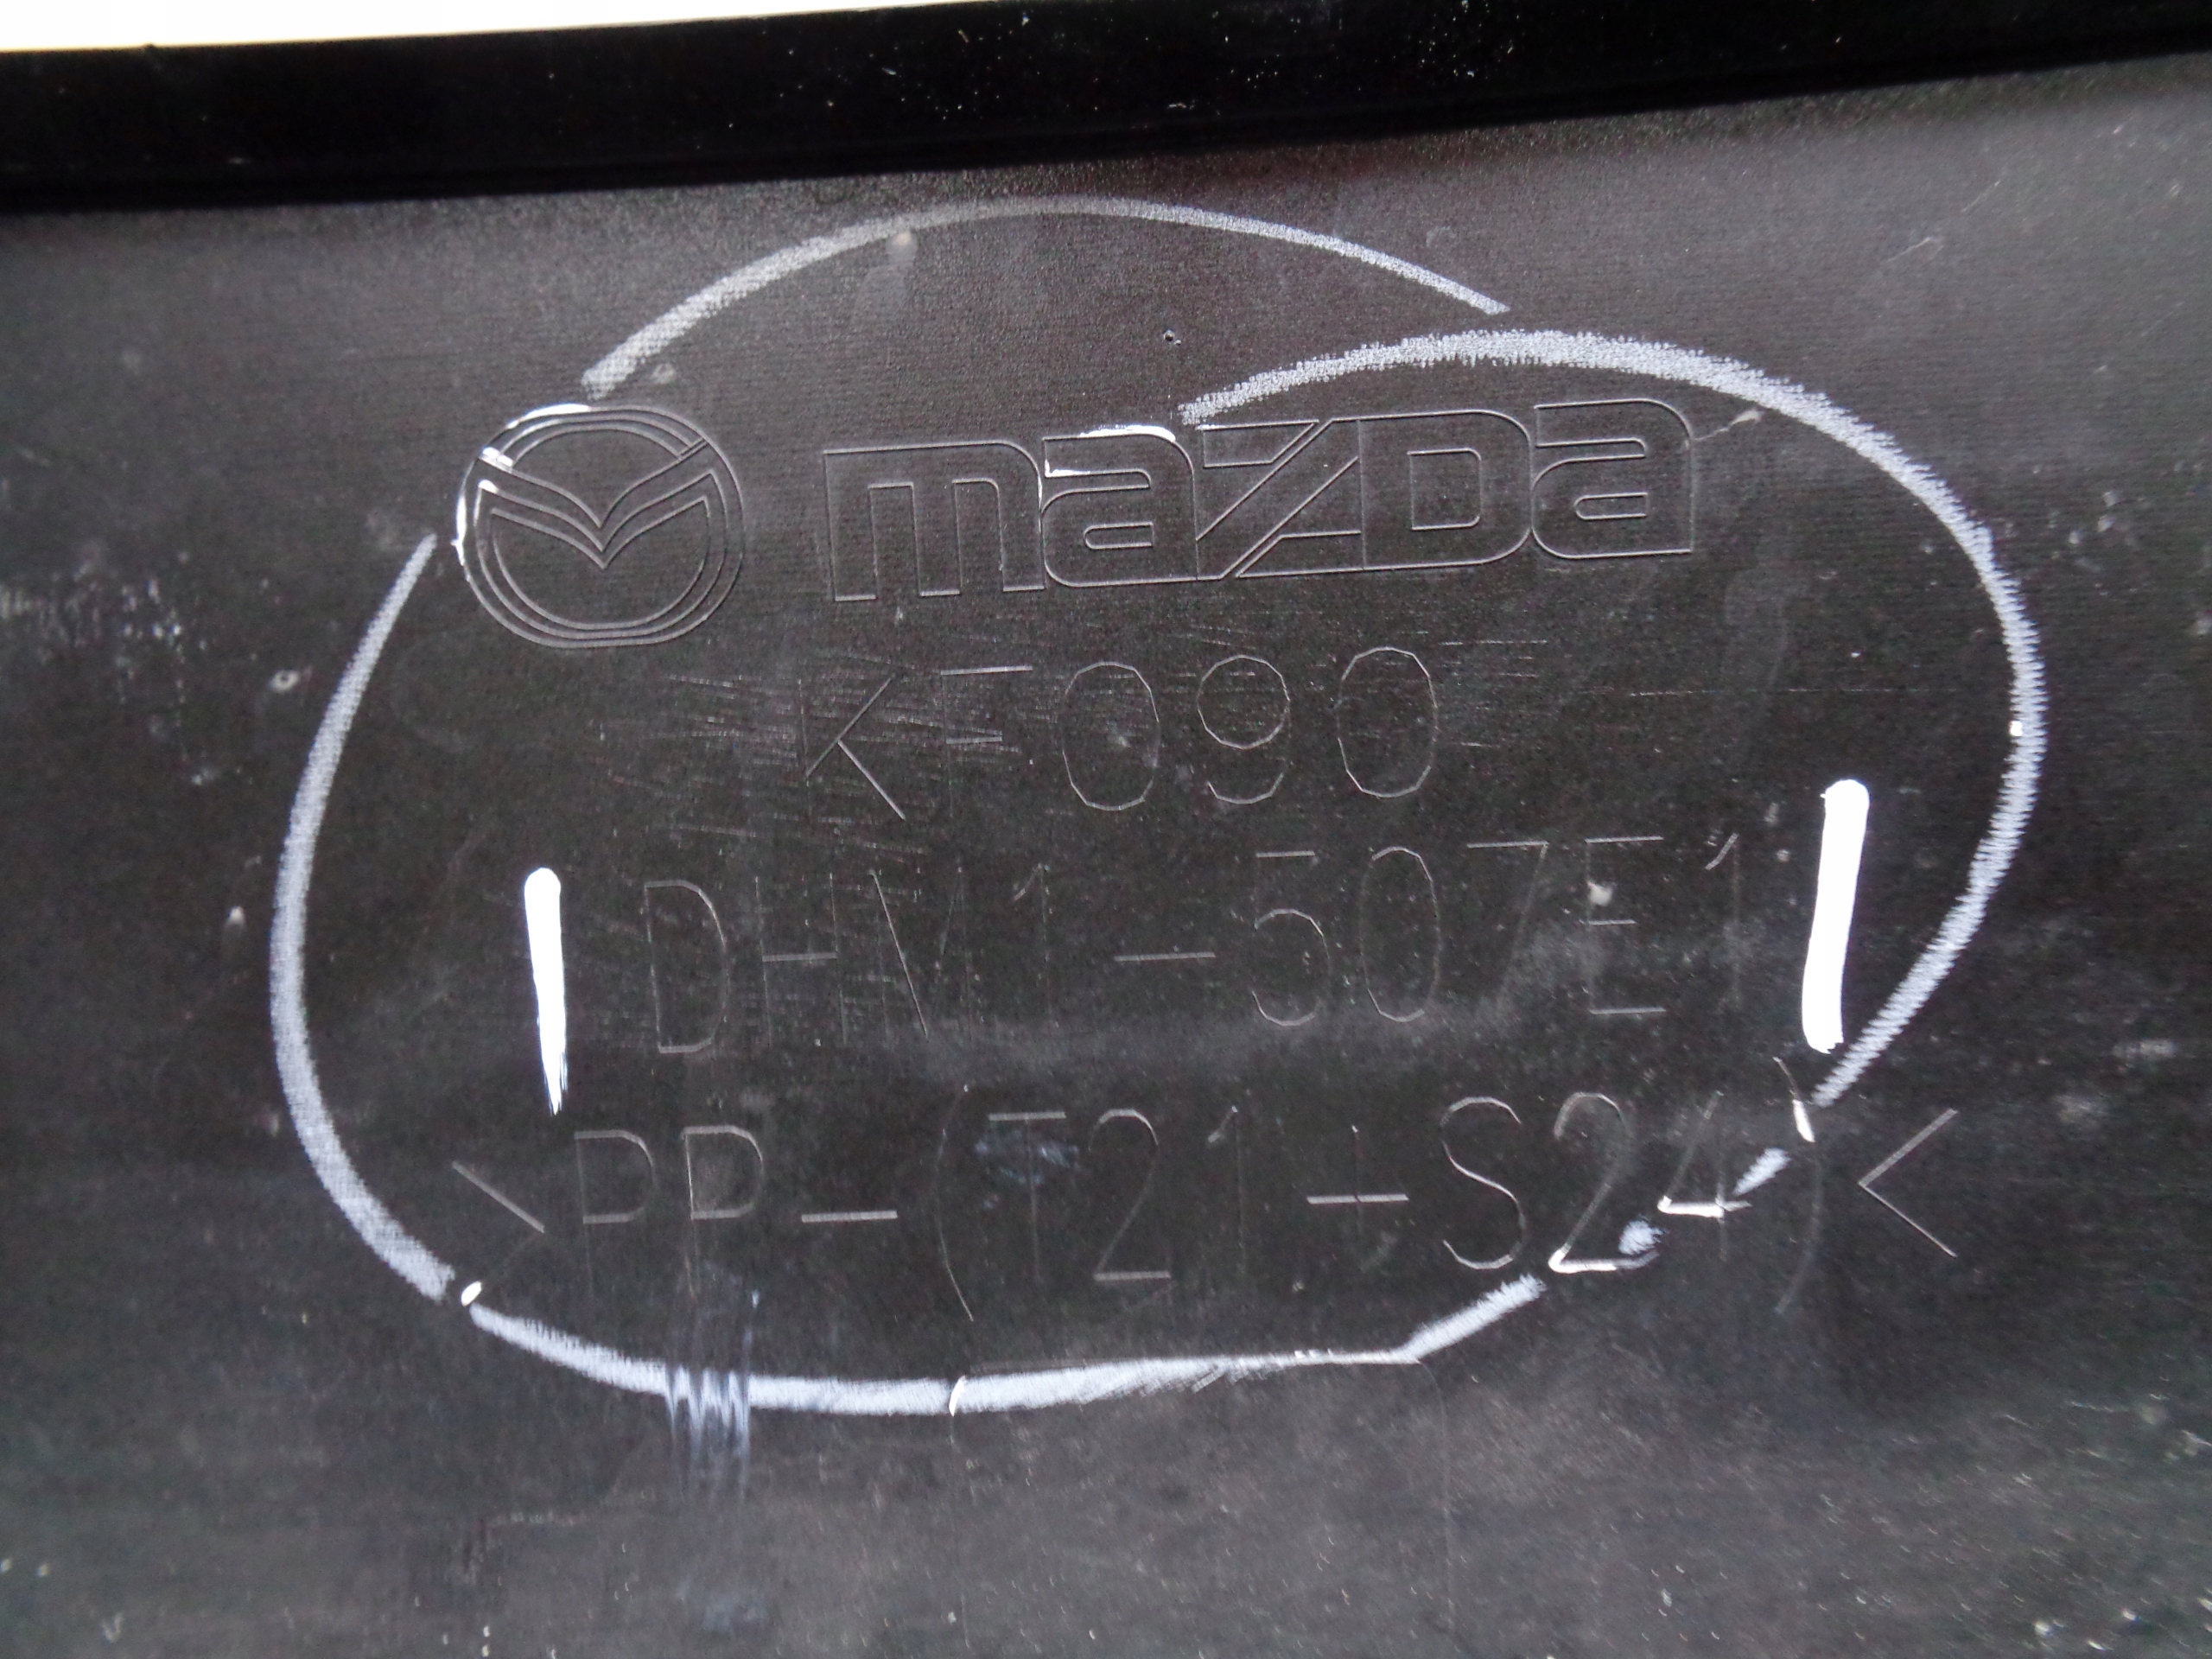 mazda
KF090
DHM1-507E1
>PP-(T21+S24)<